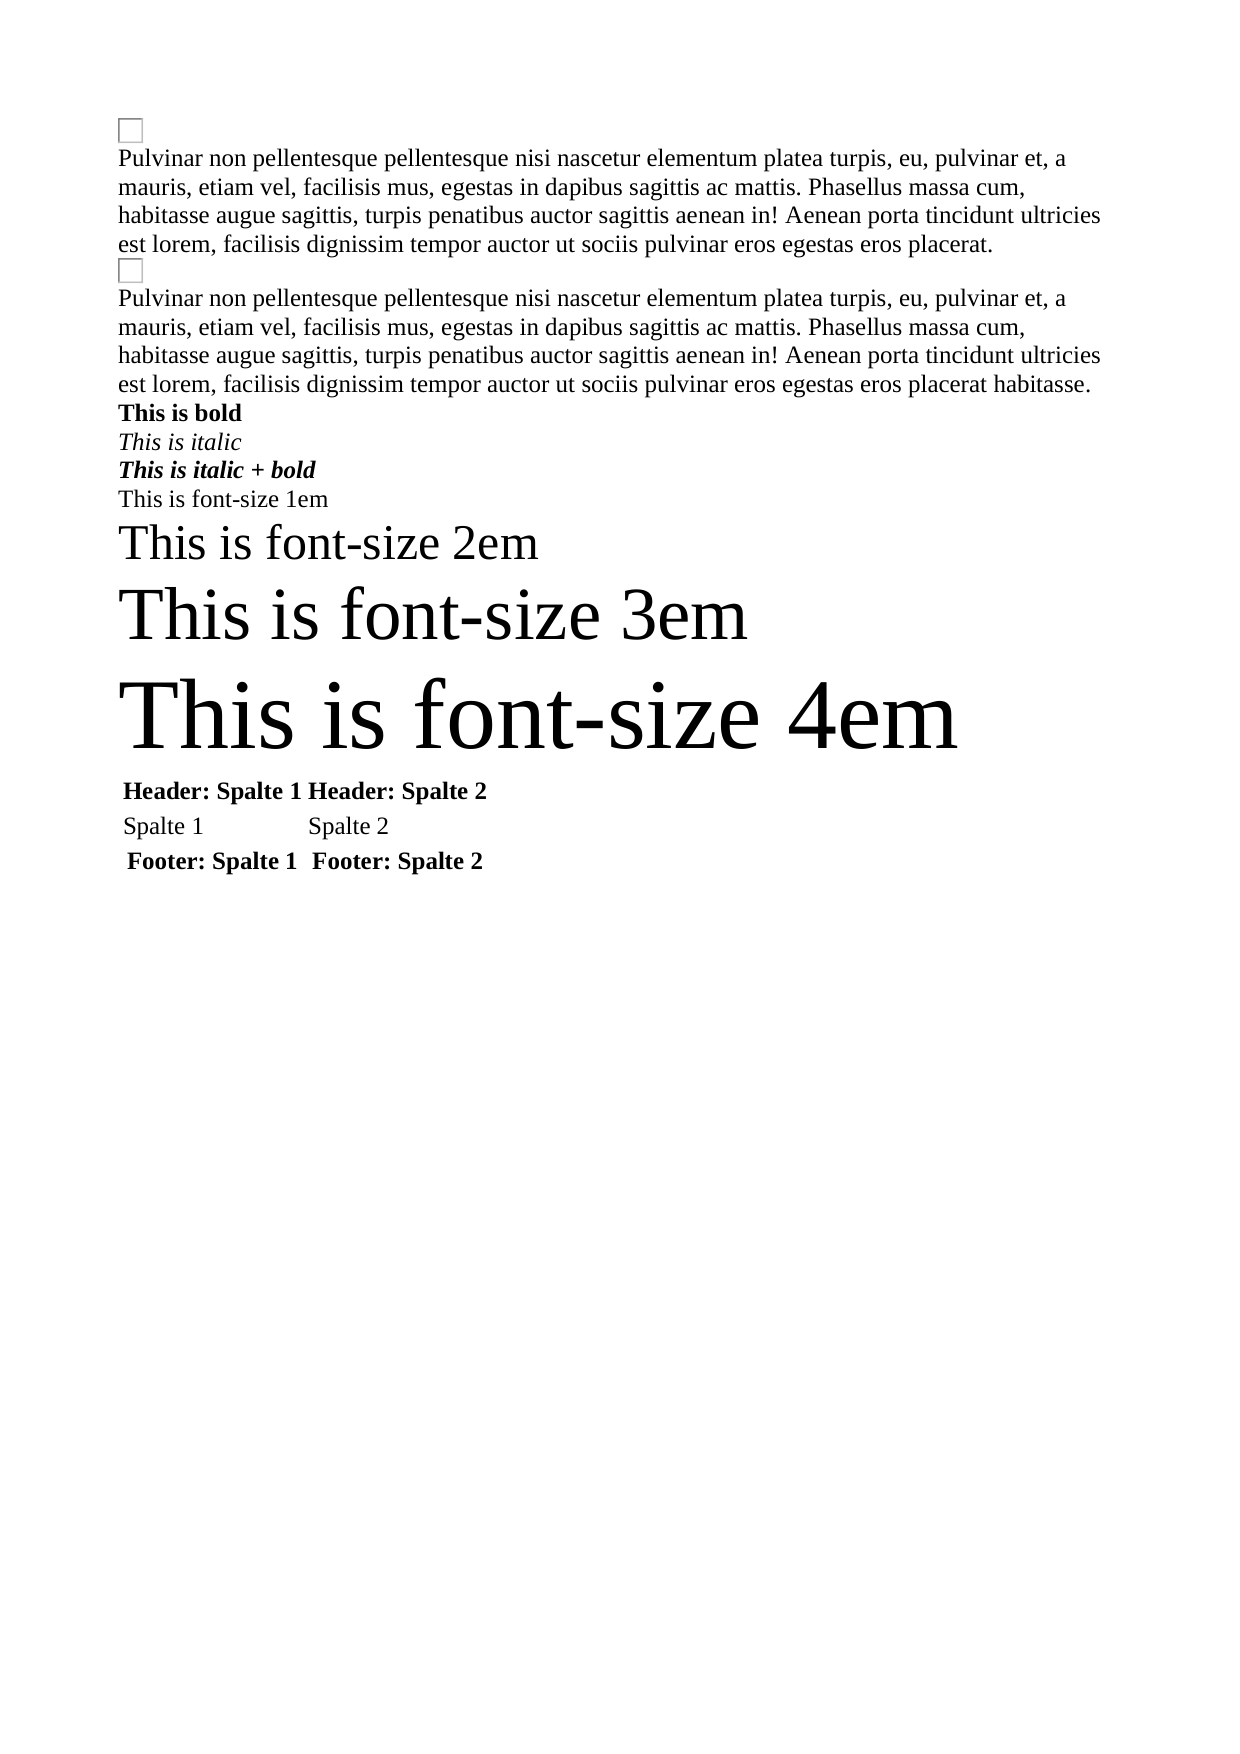 Pulvinar non pellentesque pellentesque nisi nascetur elementum platea turpis, eu, pulvinar et, a
mauris, etiam vel, facilisis mus, egestas in dapibus sagittis ac mattis. Phasellus massa cum,
habitasse augue sagittis, turpis penatibus auctor sagittis aenean in! Aenean porta tincidunt ultricies
est lorem, facilisis dignissim tempor auctor ut sociis pulvinar eros egestas eros placerat.
Pulvinar non pellentesque pellentesque nisi nascetur elementum platea turpis, eu, pulvinar et, a
mauris, etiam vel, facilisis mus, egestas in dapibus sagittis ac mattis. Phasellus massa cum,
habitasse augue sagittis, turpis penatibus auctor sagittis aenean in! Aenean porta tincidunt ultricies
est lorem, facilisis dignissim tempor auctor ut sociis pulvinar eros egestas eros placerat habitasse.
This is bold
This is italic
This is italic + bold
This is font-size 1em
This is font-size 2em
This is font-size 3em
This is font-size 4em
Header: Spalte 1 Header: Spalte 2
Spalte 1 Spalte 2
Footer: Spalte 1 Footer: Spalte 2